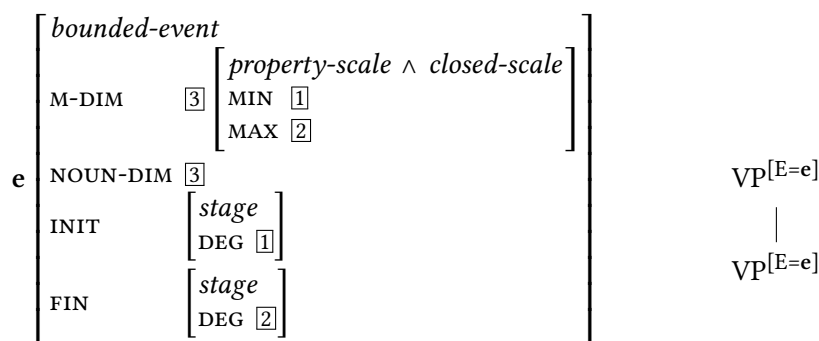 bounded-event
M-DIM 3 property-scale ∧ closed-scale
MIN 1
MAX 2
e NOUN-DIM 3
INIT stage
DEG 1
FIN stage
DEG 2
VP[E=e]
VP[E=e]